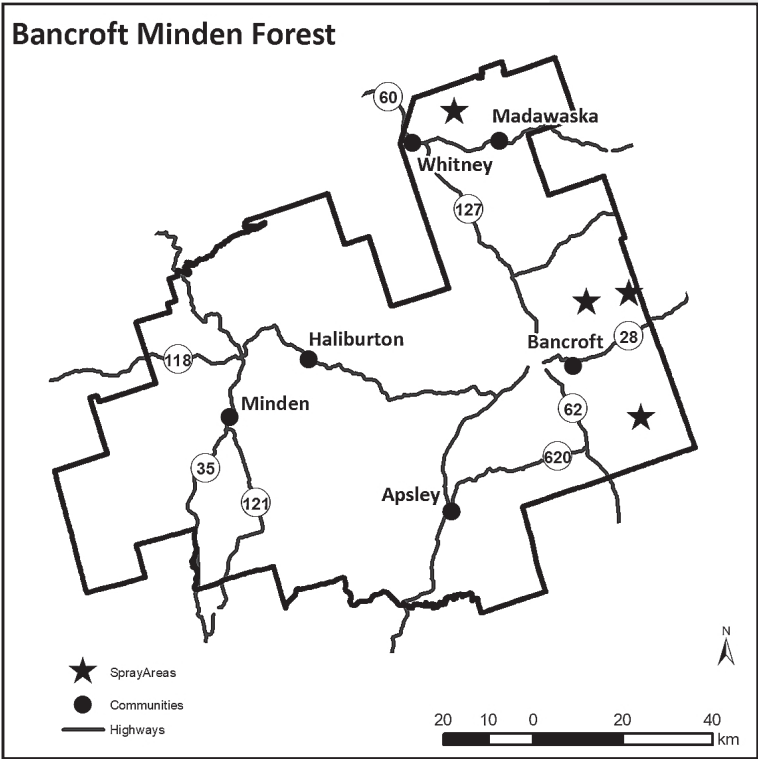 Bancroft Minden Forest
60
Madawaska
Whitney
127
Haliburton
Bancroft
28
118
Minden
62
35
620
121
Apsley
N
SprayAreas
Communities
Highways
20 10 0 20 40
km